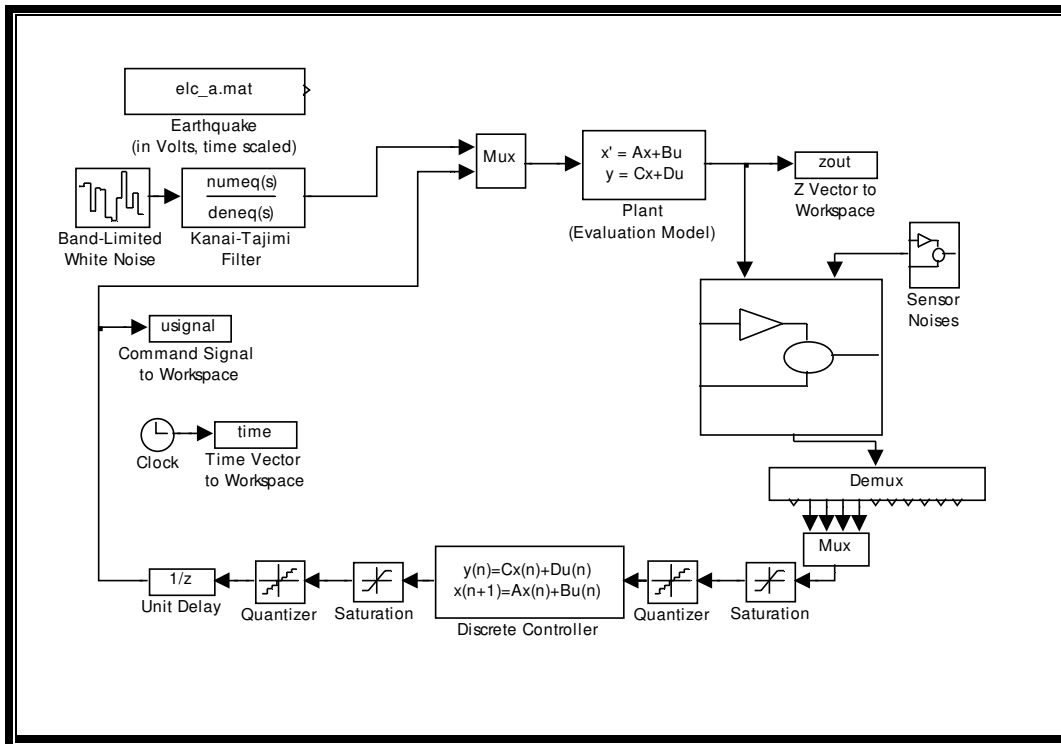 elc_a.mat
Earthquake
(in Volts, time scaled)
Mux
x' = Ax+Bu
y = Cx+Du
Plant
(Evaluation Model)
zout
Z Vector to
Workspace
Band-Limited
White Noise
numeq(s)
deneq(s)
Kanai-Tajimi
Filter
Sensor
Noises
usignal
Command Signal
to Workspace
Clock
time
Time Vector
to Workspace
Demux
Mux
1/z
Unit Delay
Quantizer
Saturation
y(n)=Cx(n)+Du(n)
x(n+1)=Ax(n)+Bu(n)
Discrete Controller
Quantizer
Saturation